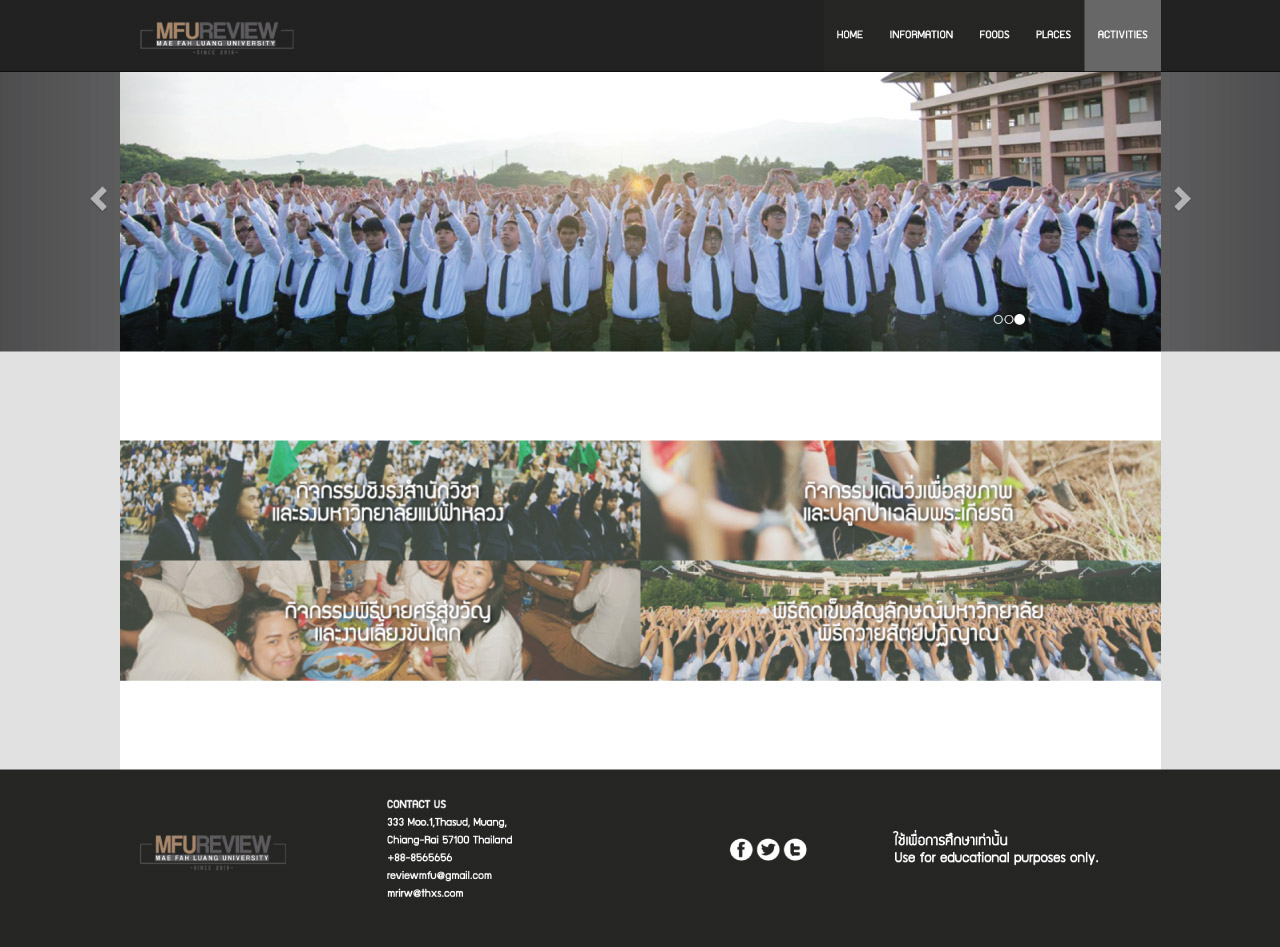 MFUREVIEW
MAE FAH LUANG UNIVERSITY
-SINCE 2016-
HOME INFORMATION FOODS PLACES ACTIVITIES
กิจกรรมชิงธงสำนักวิชา
และธงมหาวิทยาลัยแม่ฟ้าหลวง
กิจกรรมเดินวิ่งเพื่อสุขภาพ
และปลูกป่าเฉลิมพระเกียรติ
กิจกรรมพิธีบายศรีสู่ขวัญ
และงานเลี้ยงขันโตก
พิธีติดเข็มสัญลักษณ์มหาวิทยาลัย
พิธีถวายสัตย์ปฏิญาณ
MFUREVIEW
MAE FAH LUANG UNIVERSITY
-SINCE 2016-
CONTACT US
333 Moo.1,Thasud, Muang,
Chiang-Rai 57100 Thailand
+88-8565656
reviewmfu@gmail.com
mrirw@thxs.com
ใช้เพื่อการศึกษาเท่านั้น
Use for educational purposes only.